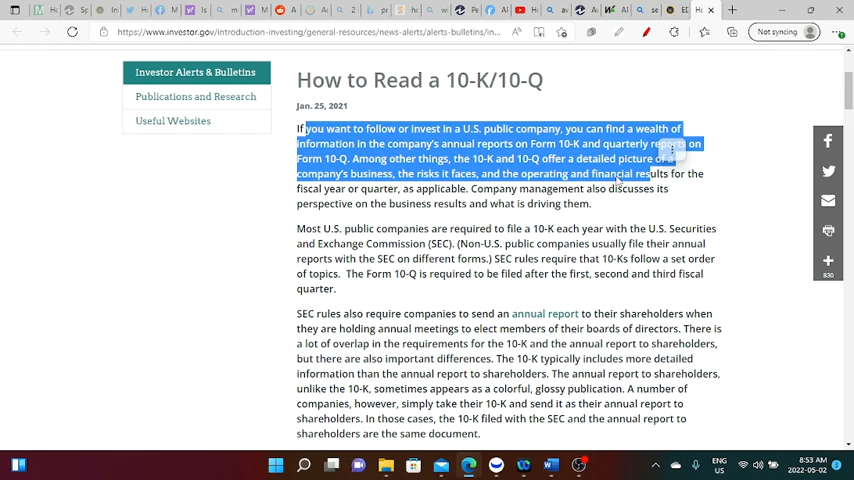 https://www.investor.gov/introduction-investing/general-resources/news-alerts/alerts-bulletins/in...
Not syncing
Investor Alerts & Bulletins
Publications and Research
Useful Websites
How to Read a 10-K/10-Q
Jan. 25, 2021
If you want to follow or invest in a U.S. public company, you can find a wealth of
information in the company's annual reports on Form 10-K and quarterly reports on
Form 10-Q. Among other things, the 10-K and 10-Q offer a detailed picture of a
company's business, the risks it faces, and the operating and financial results for the
fiscal year or quarter, as applicable. Company management also discusses its
perspective on the business results and what is driving them.
Most U.S. public companies are required to file a 10-K each year with the U.S. Securities
and Exchange Commission (SEC). (Non-U.S. public companies usually file their annual
reports with the SEC on different forms.) SEC rules require that 10-Ks follow a set order
of topics. The Form 10-Q is required to be filed after the first, second and third fiscal
quarter.
SEC rules also require companies to send an annual report to their shareholders when
they are holding annual meetings to elect members of their boards of directors. There is
a lot of overlap in the requirements for the 10-K and the annual report to shareholders,
but there are also important differences. The 10-K typically includes more detailed
information than the annual report to shareholders. The annual report to shareholders,
unlike the 10-K, sometimes appears as a colorful, glossy publication. A number of
companies, however, simply take their 10-K and send it as their annual report to
shareholders. In those cases, the 10-K filed with the SEC and the annual report to
shareholders are the same document.
830
ENG
US
8:53 AM
2022-05-02